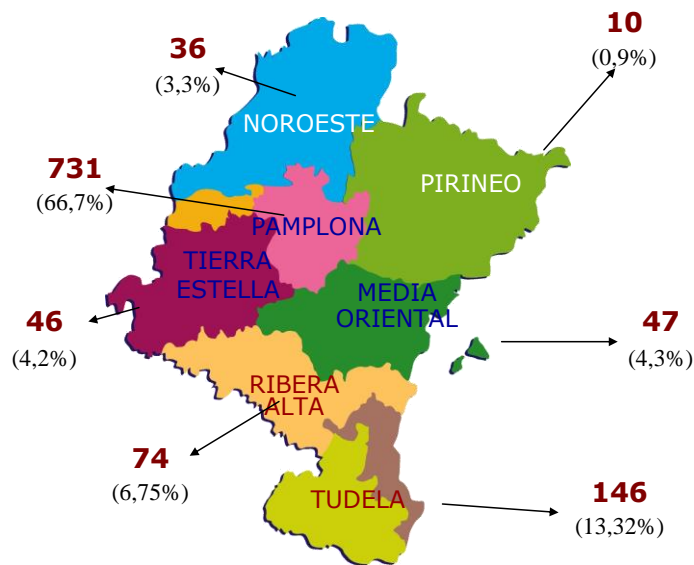 10
(0,9%)
36
(3,3%)
NOROESTE
731
(66,7%)
PIRINEO
PAMPLONA
TIERRA
ESTELLA
MEDIA
ORIENTAL
46
(4,2%)
47
(4,3%)
RIBERA
ALTA
74
(6,75%)
TUDELA
146
(13,32%)